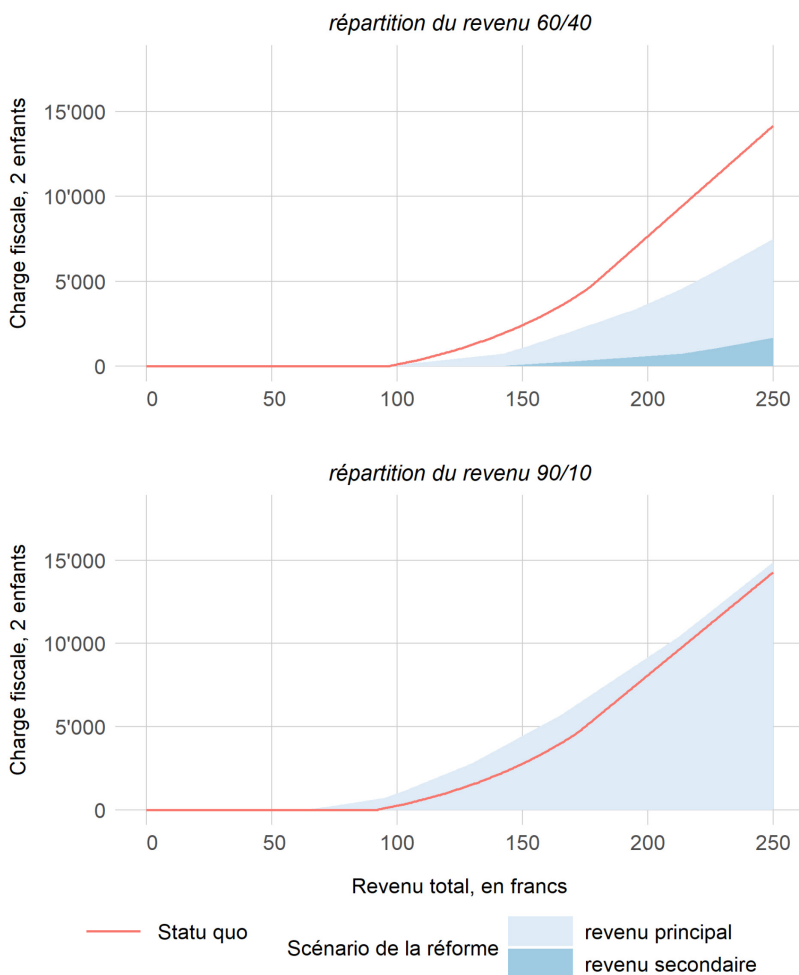 répartition du revenu 60/40
Charge fiscale, 2 enfants
15'000
10'000
5'000
0
0 50 100 150 200 250
répartition du revenu 90/10
Charge fiscale, 2 enfants
15'000
10'000
5'000
0
0 50 100 150 200 250
Revenu total, en francs
Statu quo
Scénario de la réforme
revenu principal
revenu secondaire